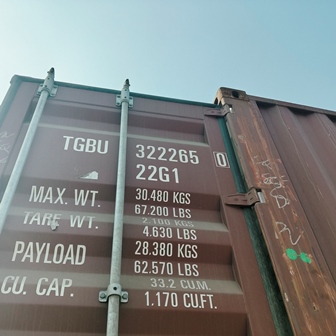 TGBU 322265 0
22G1
MAX. WT. 30.480 KGS
67.200 LBS
TARE WT. 2.100 KGS
4.630 LBS
PAYLOAD 28.380 KGS
62.570 LBS
CU. CAP. 33.2 CU.M.
1.170 CU.FT.